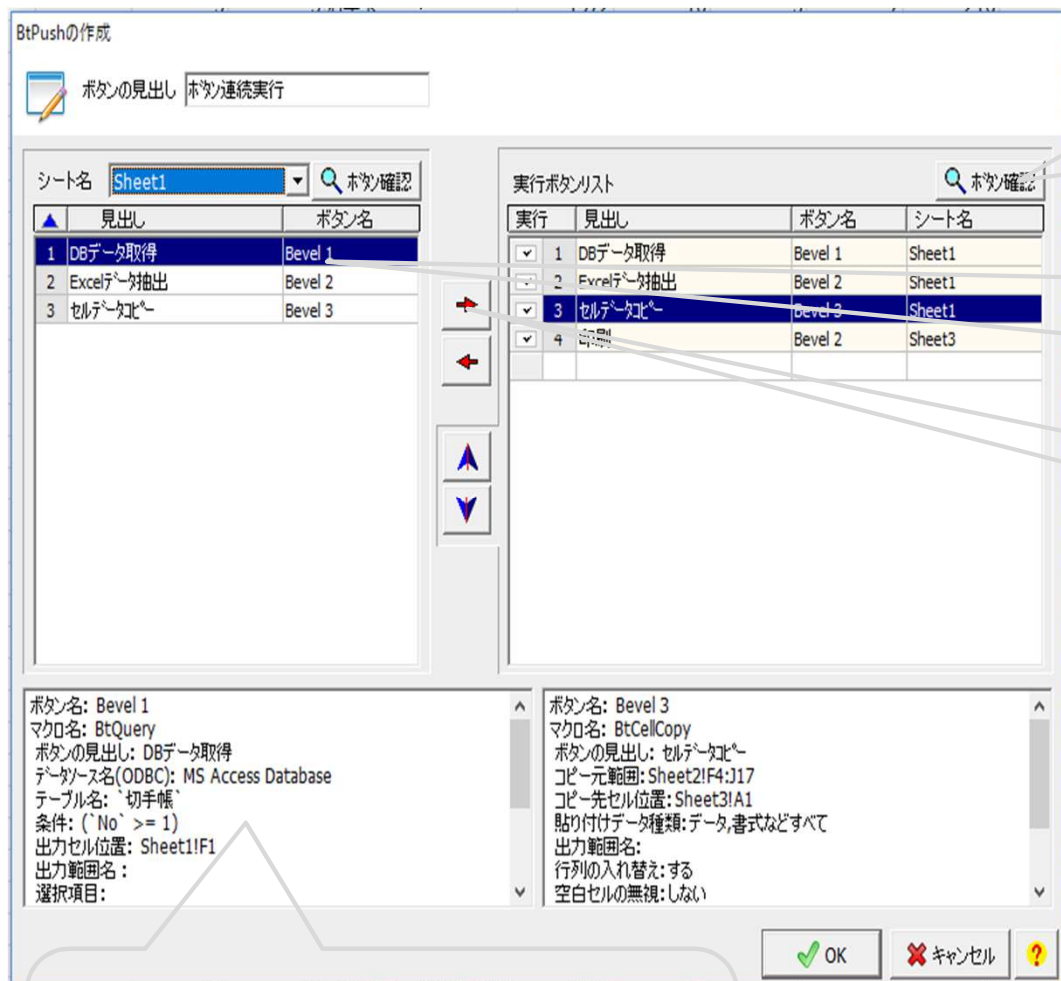 BtPushの作成
ボタンの見出し ボタン連続実行
シート名 Sheet1 ボタン確認
見出し ボタン名
1 DBデータ取得 Bevel 1
2 Excelデータ抽出 Bevel 2
3 セルデータコピー Bevel 3
実行ボタンリスト ボタン確認
実行 見出し ボタン名 シート名
1 DBデータ取得 Bevel 1 Sheet1
2 Excelデータ抽出 Bevel 2 Sheet1
3 セルデータコピー Bevel 3 Sheet1
4 印刷 Bevel 2 Sheet3
ボタン名: Bevel 1
マクロ名: BtQuery
ボタンの見出し: DBデータ取得
データソース名(ODBC): MS Access Database
テーブル名: `切手帳`
条件: (`No` >= 1)
出力セル位置: Sheet1!F1
出力範囲名:
選択項目:
ボタン名: Bevel 3
マクロ名: BtCellCopy
ボタンの見出し: セルデータコピー
コピー元範囲: Sheet2!F4:J17
コピー先セル位置: Sheet3!A1
貼り付けデータ種類: データ,書式などすべて
出力範囲名:
行列の入れ替え: する
空白セルの無視: しない
OK キャンセル ?